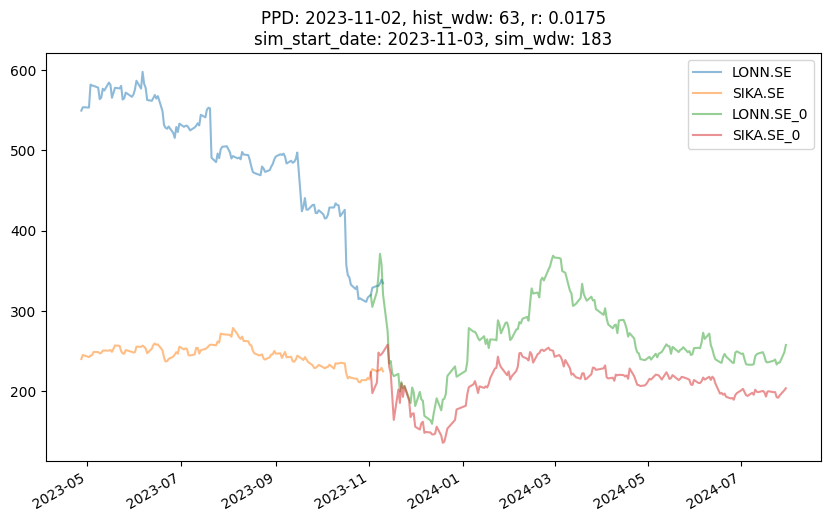 PPD: 2023-11-02, hist_wdw: 63, r: 0.0175
sim_start_date: 2023-11-03, sim_wdw: 183
LONN.SE
SIKA.SE
LONN.SE_0
SIKA.SE_0
600
500
400
300
200
2023-05
2023-07
2023-09
2023-11
2024-01
2024-03
2024-05
2024-07